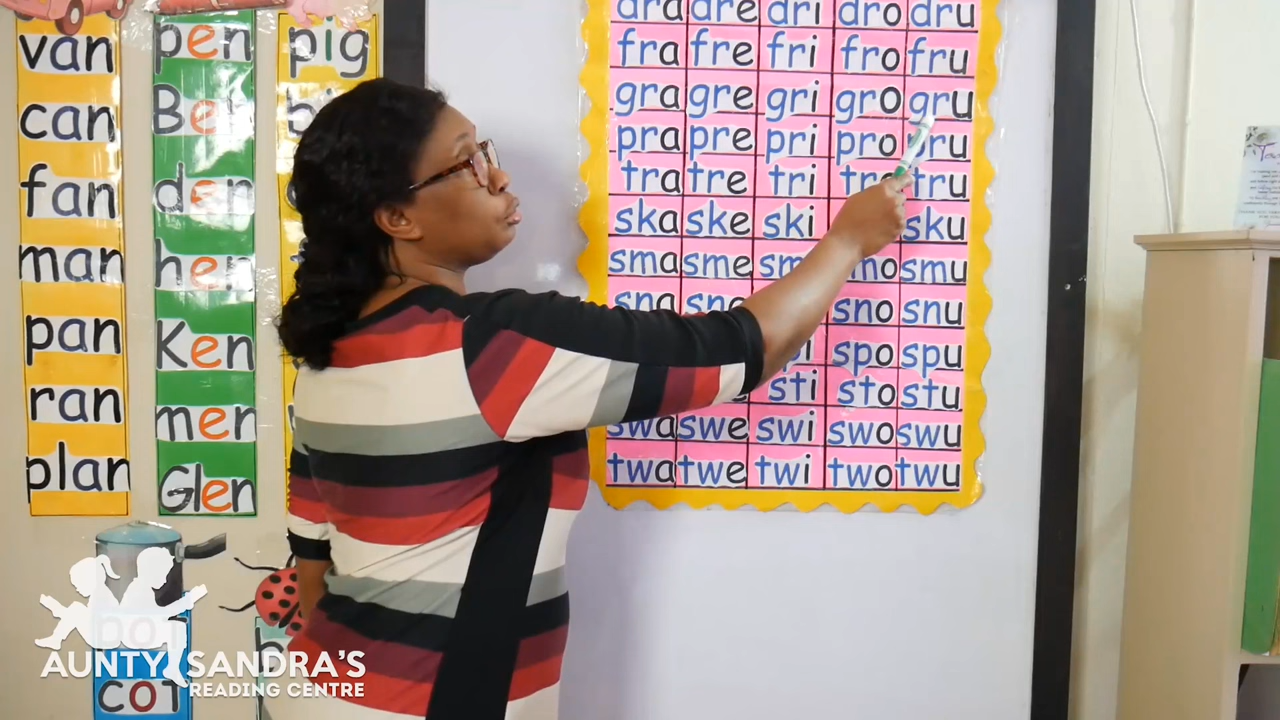 van
can
fan
man
pan
ran
plan
pen
Ben
den
hen
Ken
men
Glen
pig
dra dre dri dro dru
fra fre fri fro fru
gra gre gri gro gru
pra pre pri pro pru
tra tre tri tro tru
ska ske ski sku
sma sme smu
sna sno snu
spo spu
sti sto stu
swa swe swi swo swu
twa twe twi two twu
cot
AUNTY SANDRA'S
READING CENTRE